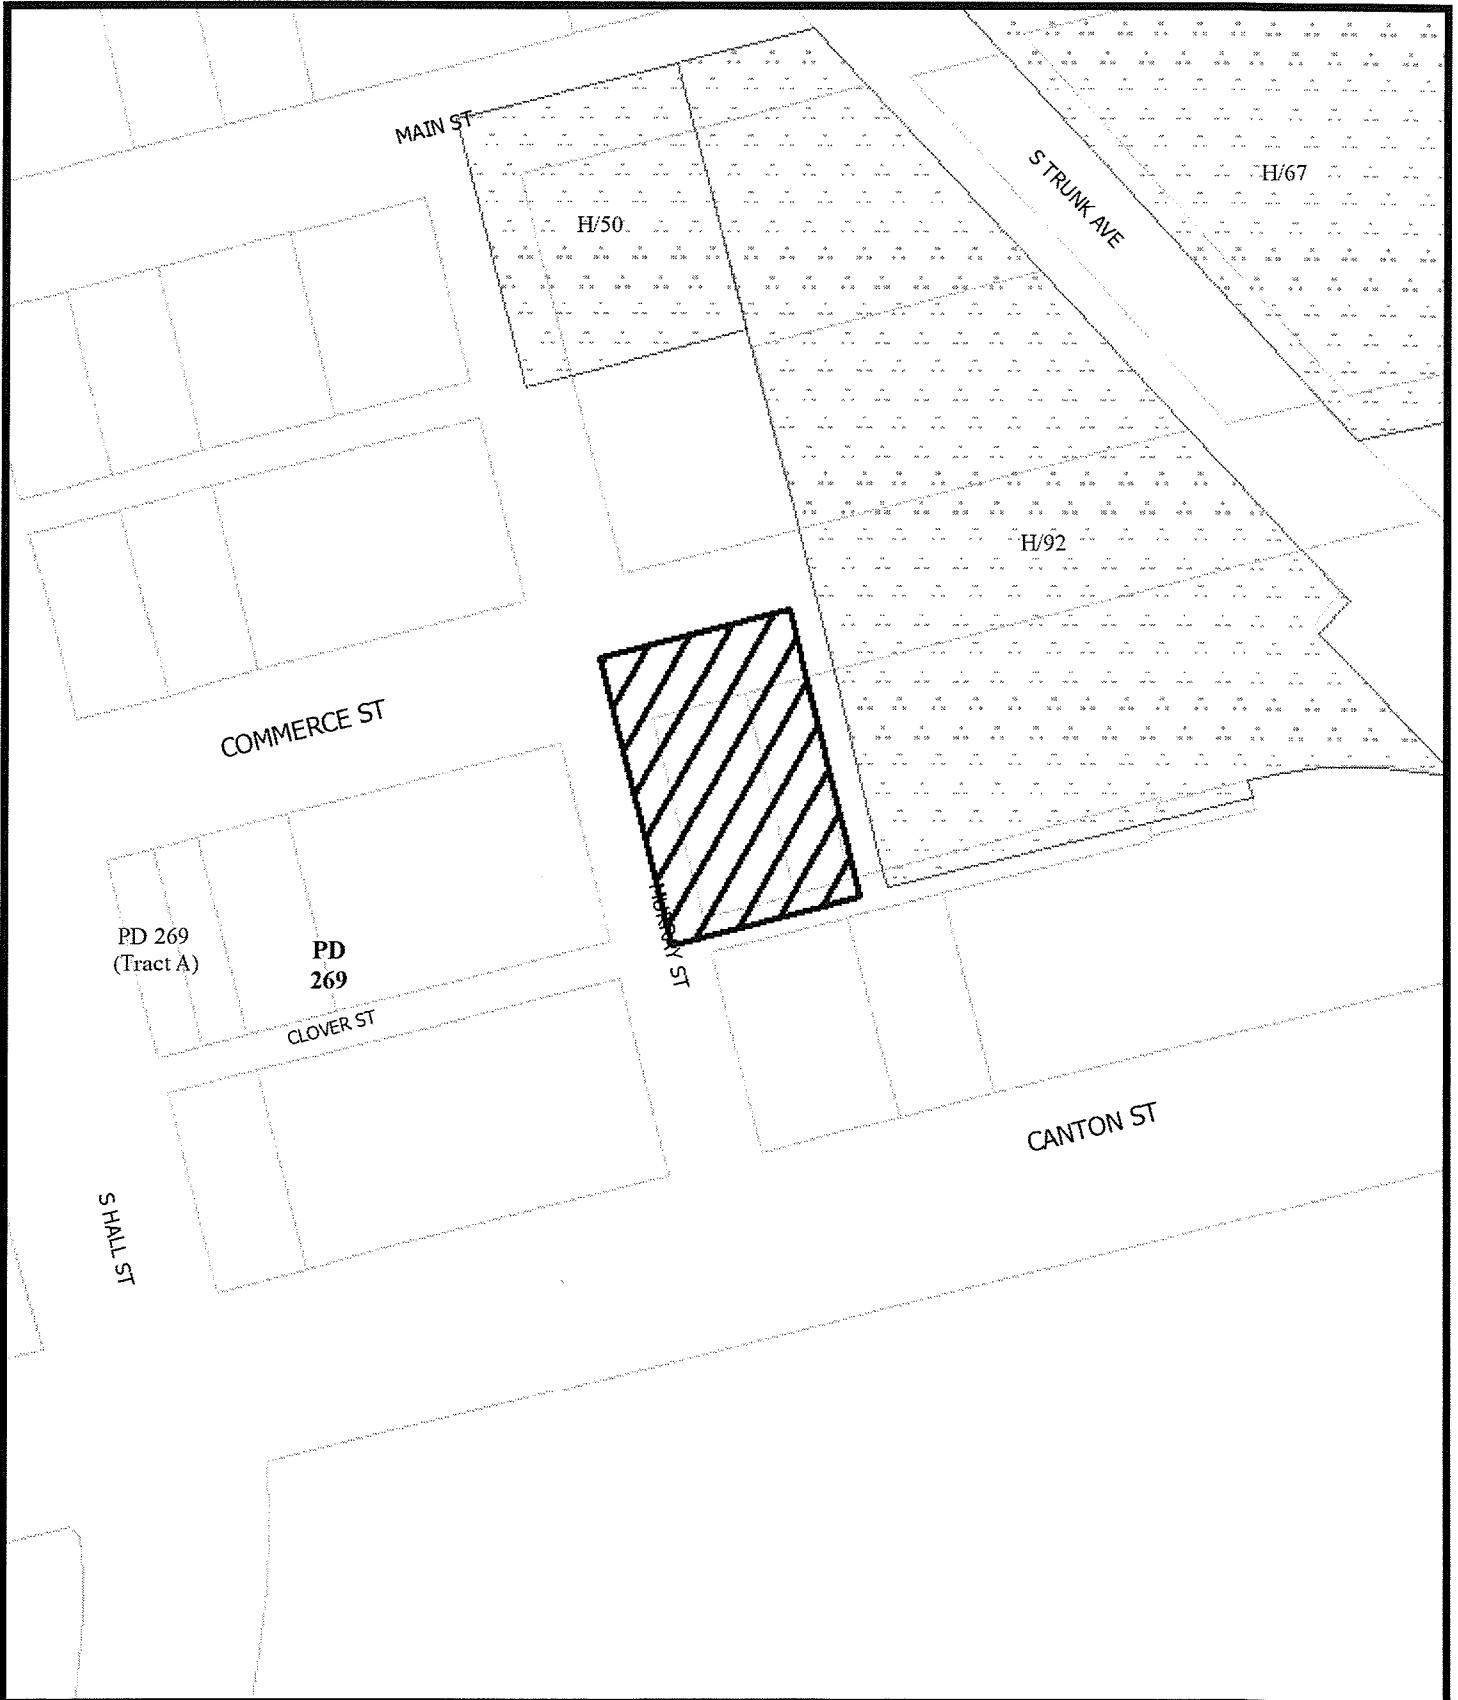 MAIN ST
S TRUNK AVE
H/67
H/50
H/92
COMMERCE ST
PD 269
(Tract A)
PD
269
CLOVER ST
CANTON ST
S HALL ST